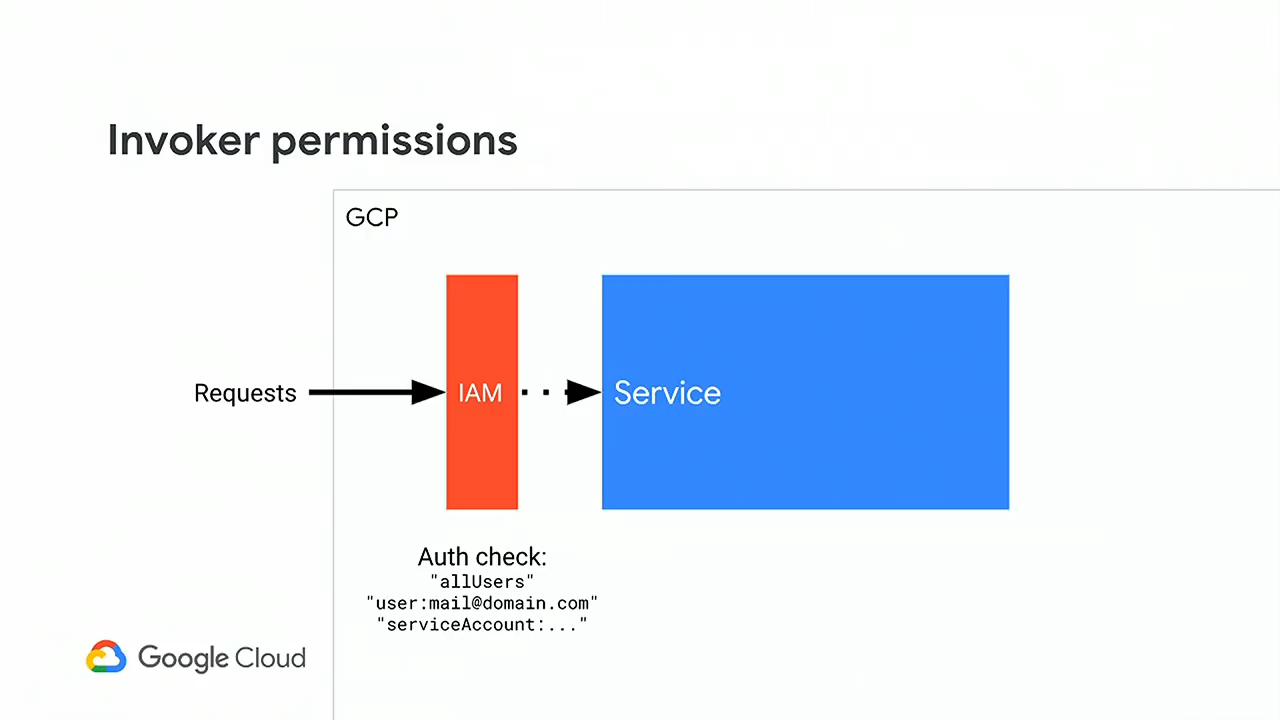 Invoker permissions
GCP
Requests
IAM
Service
Auth check:
"allUsers"
"user:mail@domain.com"
"serviceAccount:..."
Google Cloud